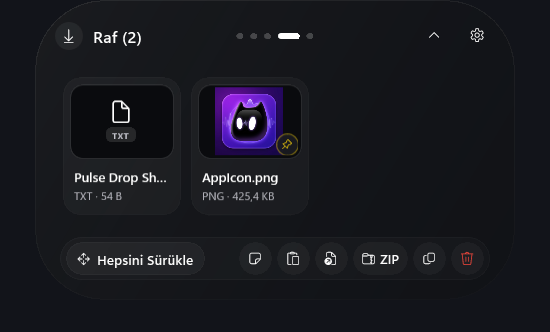 Raf (2)
TXT
Pulse Drop Sh...
TXT · 54 B
AppIcon.png
PNG · 425,4 KB
Hepsini Sürükle
ZIP